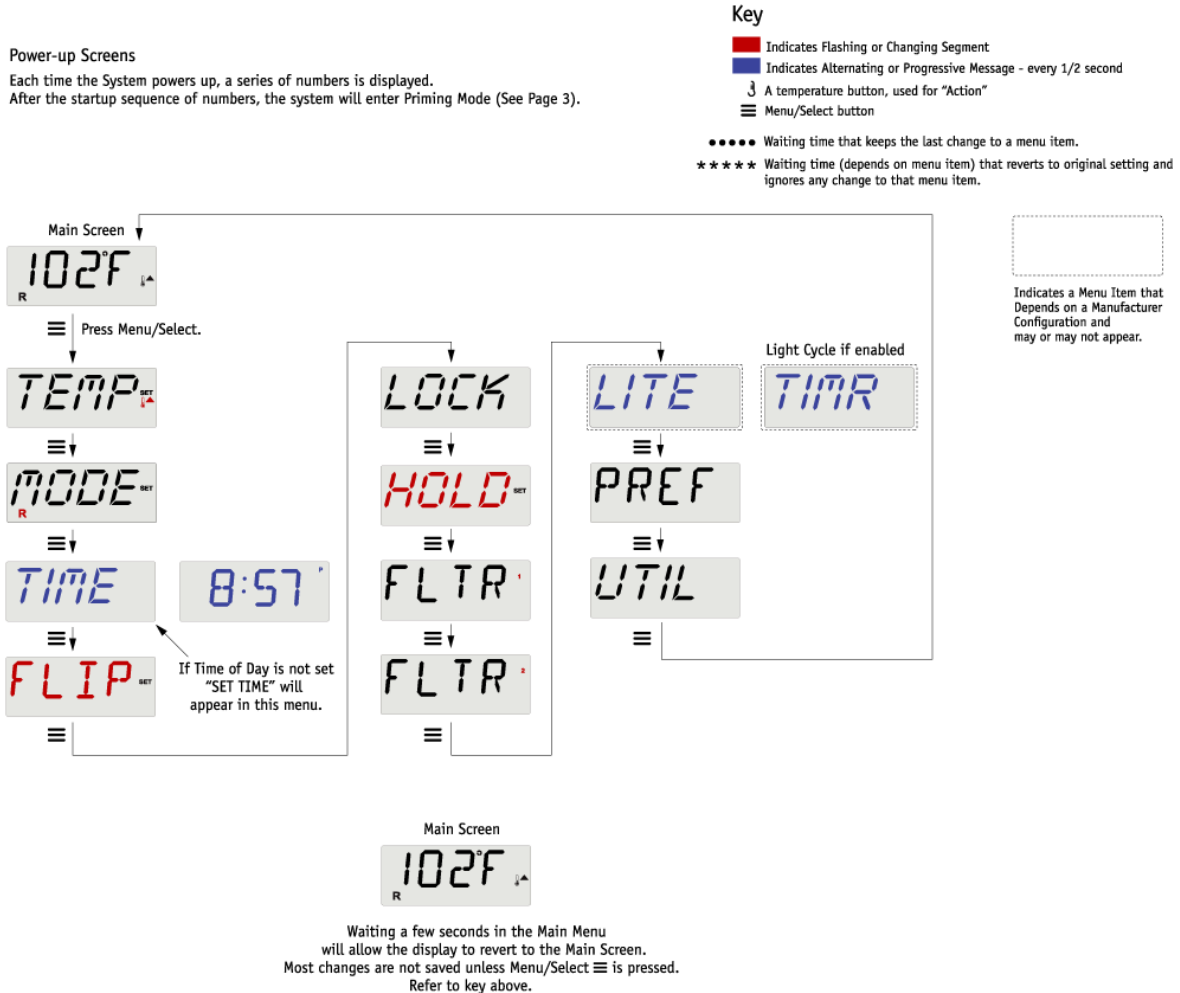 Key
Indicates Flashing or Changing Segment
Indicates Alternating or Progressive Message - every 1/2 second
A temperature button, used for “Action”
Menu/Select button
Waiting time that keeps the last change to a menu item.
***** Waiting time (depends on menu item) that reverts to original setting and
ignores any change to that menu item.
Power-up Screens
Each time the System powers up, a series of numbers is displayed.
After the startup sequence of numbers, the system will enter Priming Mode (See Page 3).
Indicates a Menu Item that
Depends on a Manufacturer
Configuration and
may or may not appear.
Main Screen
102°F
R
Press Menu/Select.
TEMP SET
MODE SET
R
TIME
8:57 P
If Time of Day is not set
“SET TIME” will
appear in this menu.
FLIP SET
LOCK
HOLD SET
FLTR 1
FLTR 2
LITE
Light Cycle if enabled
TIMR
PREF
UTIL
Main Screen
102°F
R
Waiting a few seconds in the Main Menu
will allow the display to revert to the Main Screen.
Most changes are not saved unless Menu/Select ☰ is pressed.
Refer to key above.